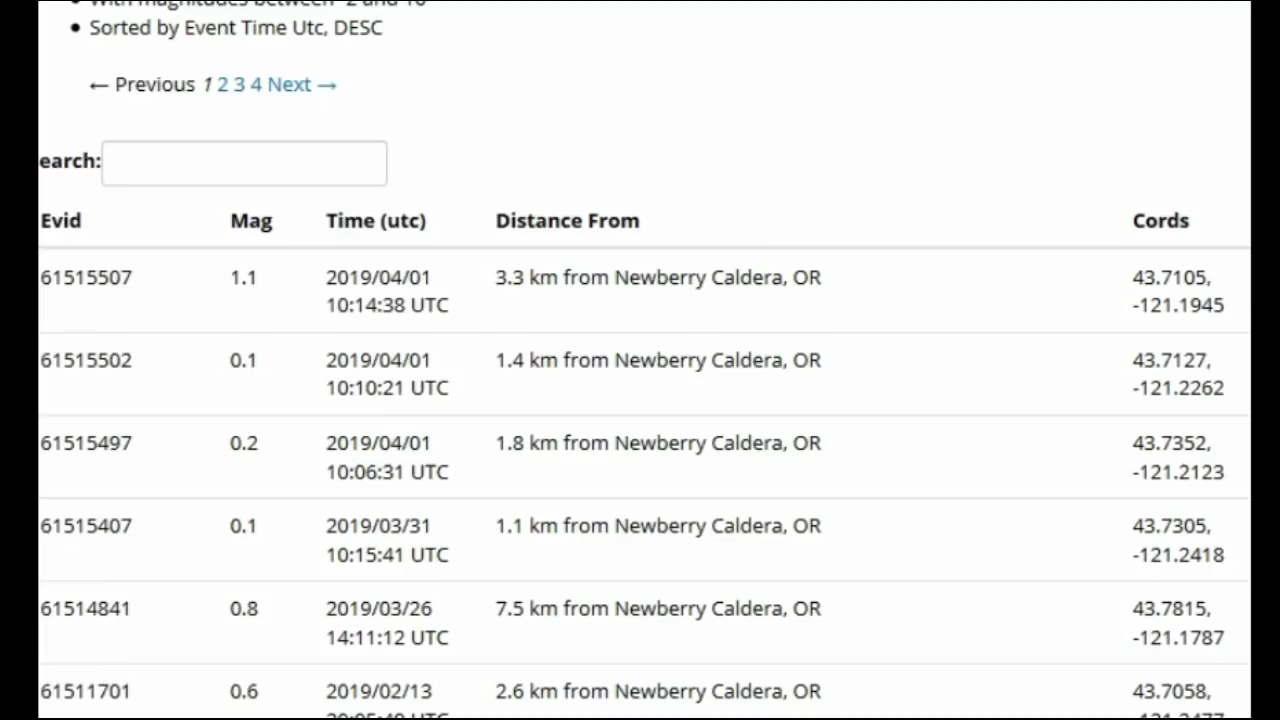 Sorted by Event Time Utc, DESC
← Previous 1 2 3 4 Next →
earch:
Evid Mag Time (utc) Distance From Cords
61515507 1.1 2019/04/01 3.3 km from Newberry Caldera, OR 43.7105,
10:14:38 UTC -121.1945
61515502 0.1 2019/04/01 1.4 km from Newberry Caldera, OR 43.7127,
10:10:21 UTC -121.2262
61515497 0.2 2019/04/01 1.8 km from Newberry Caldera, OR 43.7352,
10:06:31 UTC -121.2123
61515407 0.1 2019/03/31 1.1 km from Newberry Caldera, OR 43.7305,
10:15:41 UTC -121.2418
61514841 0.8 2019/03/26 7.5 km from Newberry Caldera, OR 43.7815,
14:11:12 UTC -121.1787
61511701 0.6 2019/02/13 2.6 km from Newberry Caldera, OR 43.7058,